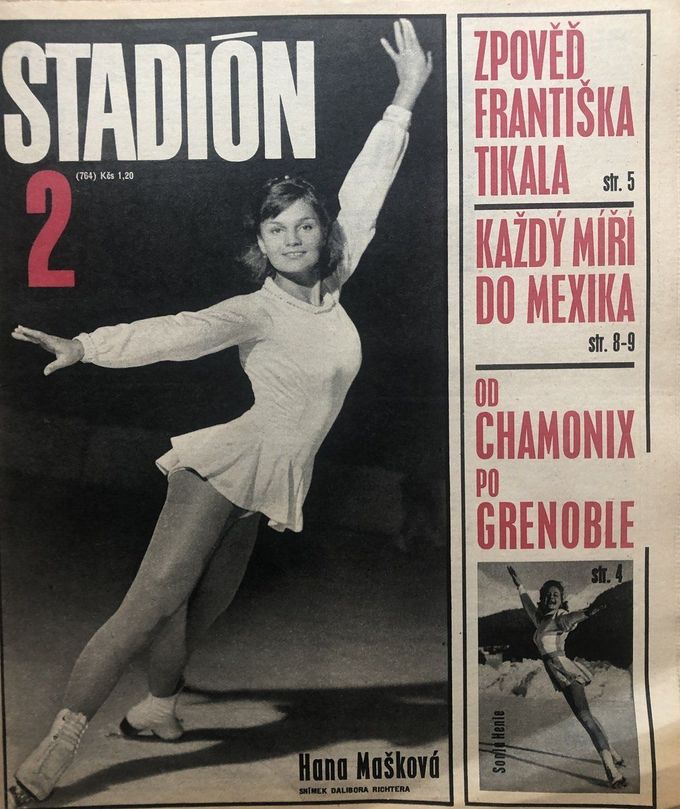 STADIÓN
2
(764) Kčs 1,20
ZPOVĚĎ
FRANTIŠKA
TIKALA
str. 5
KAŽDÝ MÍŘÍ
DO MEXIKA
str. 8-9
OD
CHAMONIX
PO
GRENOBLE
str. 4
Sonja Henie
Hana Mašková
SNÍMEK DALIBORA RICHTERA